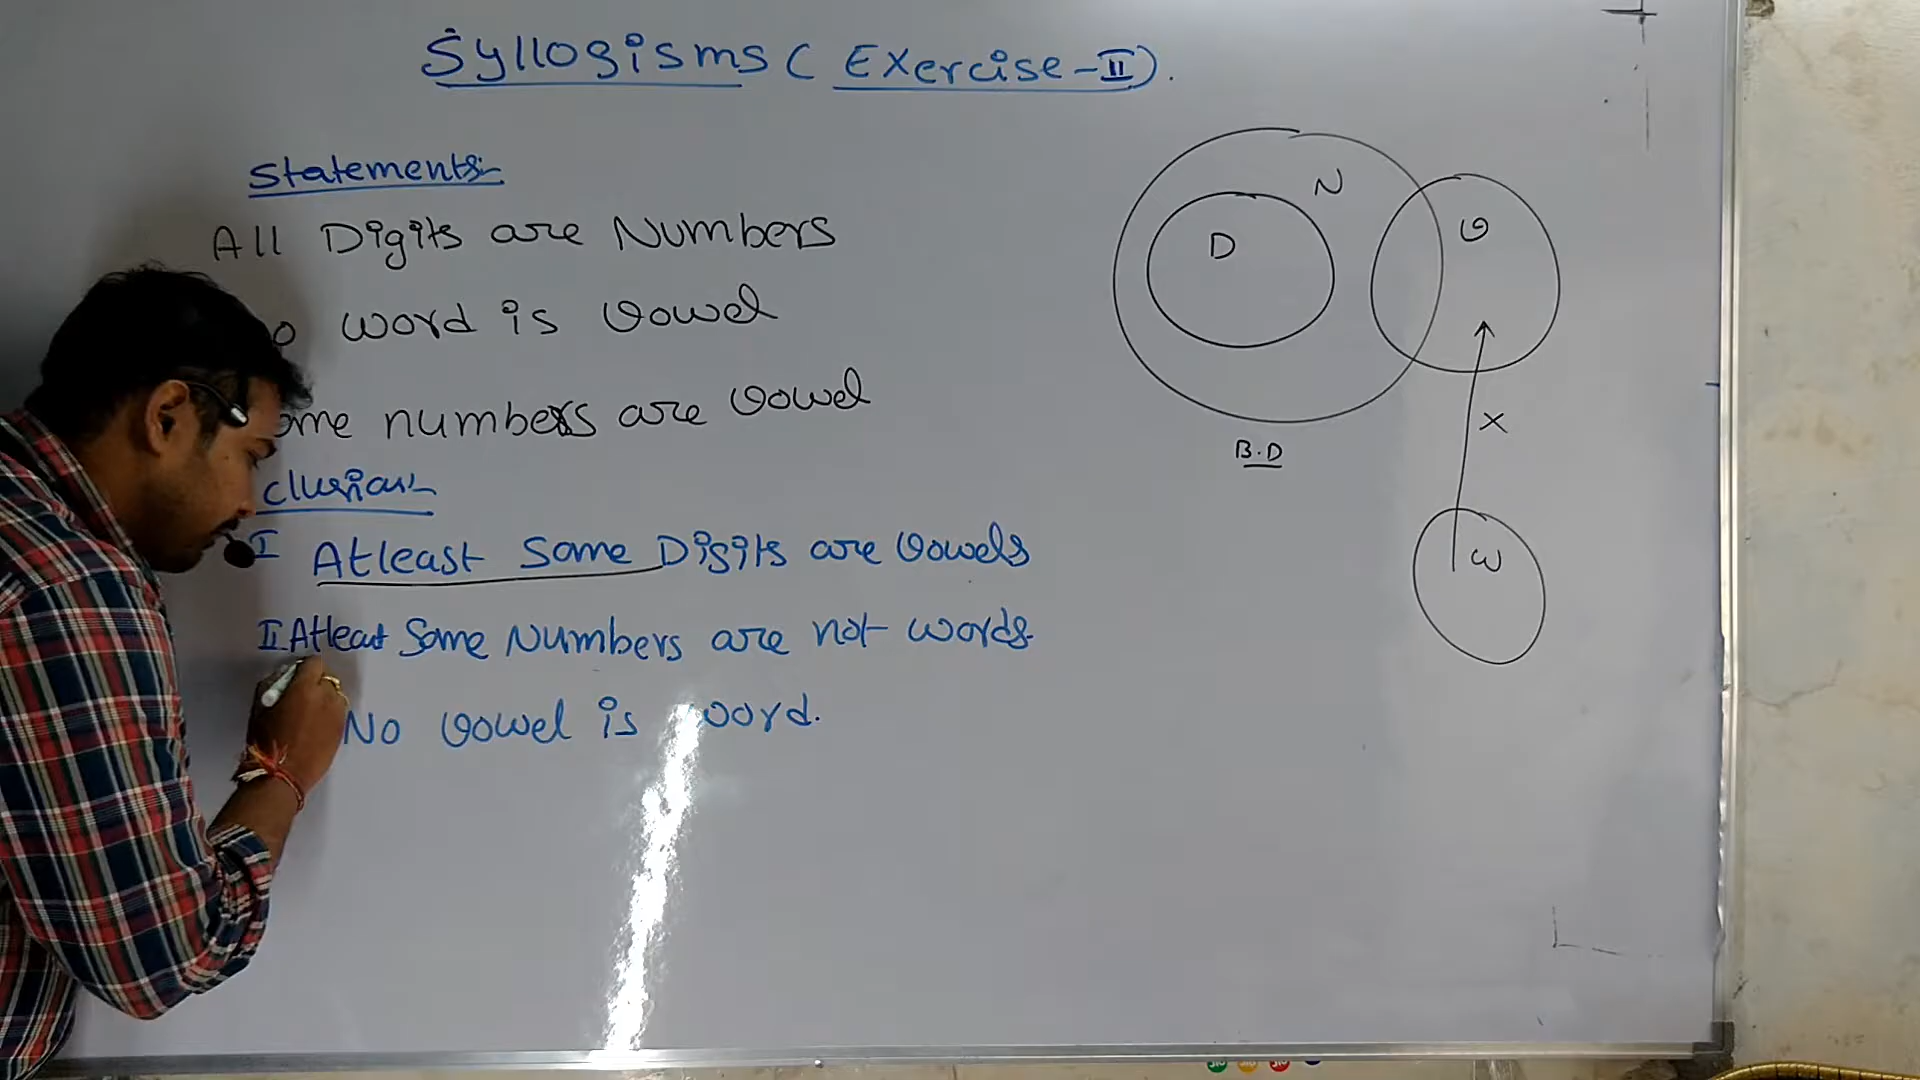 Syllogisms (Exercise-II).
Statements:-
All Digits are Numbers
o word is Vowel
ome numbers are Vowel
clusion:-
I Atleast Some Digits are Vowels
II. Atleast Some Numbers are not words.
No Vowel is word.
N
D
V
B.D
X
W